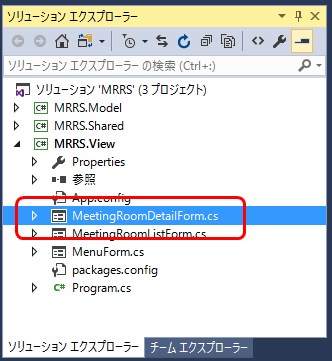 ソリューション エクスプローラー
ソリューション エクスプローラー の検索 (Ctrl+:)
ソリューション 'MRRS' (3 プロジェクト)
C# MRRS.Model
C# MRRS.Shared
C# MRRS.View
Properties
参照
App.config
MeetingRoomDetailForm.cs
MeetingRoomListForm.cs
MenuForm.cs
packages.config
C# Program.cs
ソリューション エクスプローラー チーム エクスプローラー